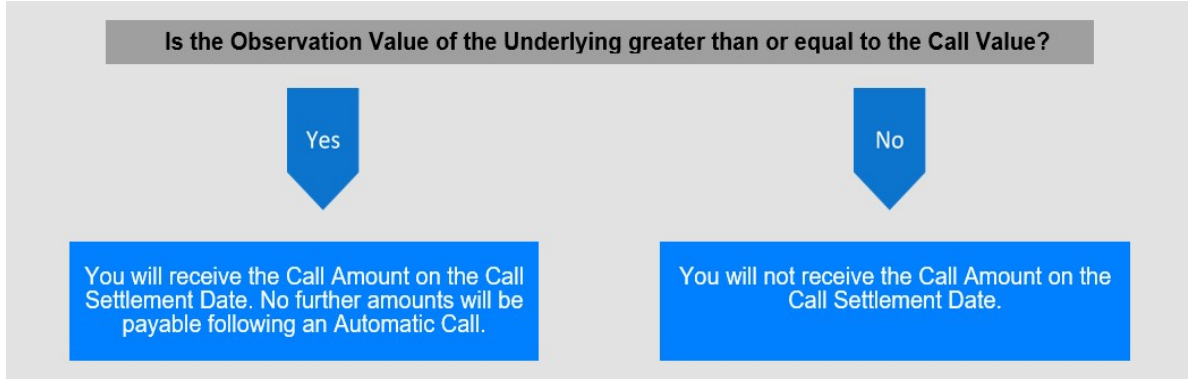 Is the Observation Value of the Underlying greater than or equal to the Call Value?
Yes
No
You will receive the Call Amount on the Call
Settlement Date. No further amounts will be
payable following an Automatic Call.
You will not receive the Call Amount on the
Call Settlement Date.